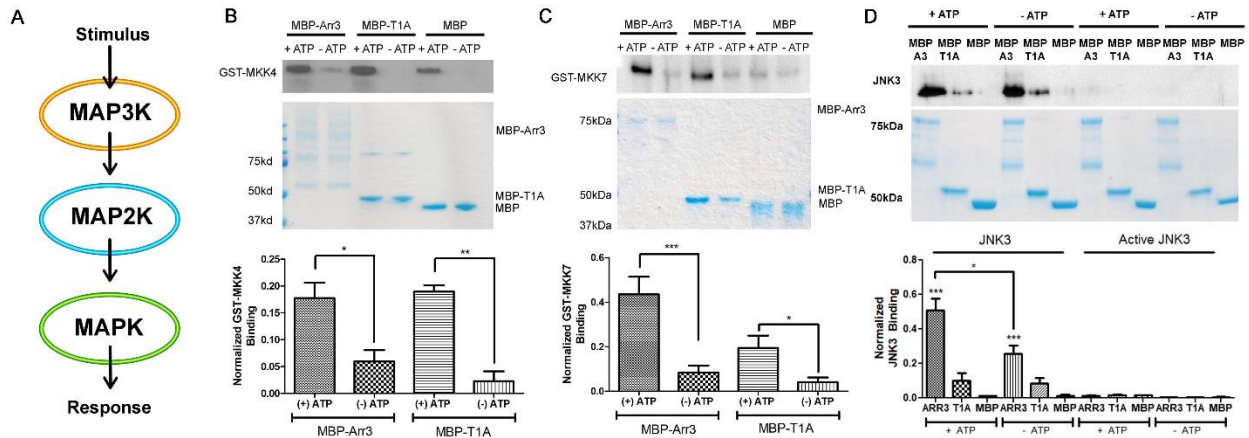 A
Stimulus
MAP3K
MAP2K
MAPK
Response
B
MBP-Arr3 MBP-T1A MBP
+ ATP - ATP + ATP - ATP + ATP - ATP
GST-MKK4
MBP-Arr3
75kd
50kd
MBP-T1A
MBP
37kd
Normalized GST-MKK4
Binding
0.25
0.20
0.15
0.10
0.05
0.00
*
**
(+) ATP (-) ATP (+) ATP (-) ATP
MBP-Arr3 MBP-T1A
C
MBP-Arr3 MBP-T1A MBP
+ ATP - ATP + ATP - ATP + ATP - ATP
GST-MKK7
75kDa
MBP-Arr3
50kDa
MBP-T1A
MBP
37kDa
Normalized GST-MKK7
Binding
0.6
0.4
0.2
0.0
***
*
(+) ATP (-) ATP (+) ATP (-) ATP
MBP-Arr3 MBP-T1A
D
+ ATP - ATP + ATP - ATP
MBP MBP MBP MBP MBP MBP MBP MBP MBP MBP MBP MBP
A3 T1A A3 T1A A3 T1A A3 T1A
JNK3
75kDa
50kDa
JNK3 Active JNK3
Normalized
JNK3 Binding
0.8
0.6
0.4
0.2
0.0
*
***
***
ARR3 T1A MBP ARR3 T1A MBP ARR3 T1A MBP ARR3 T1A MBP
+ ATP - ATP + ATP - ATP